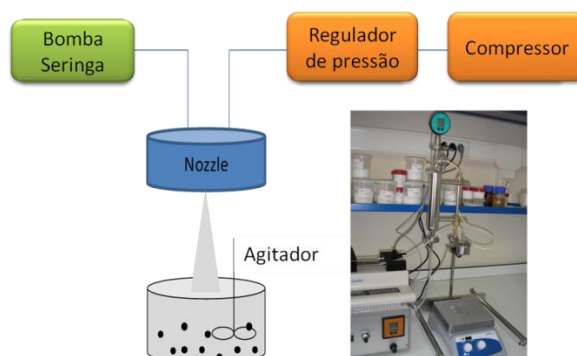 Bomba
Seringa
Regulador
de pressão
Compressor
Nozzle
Agitador